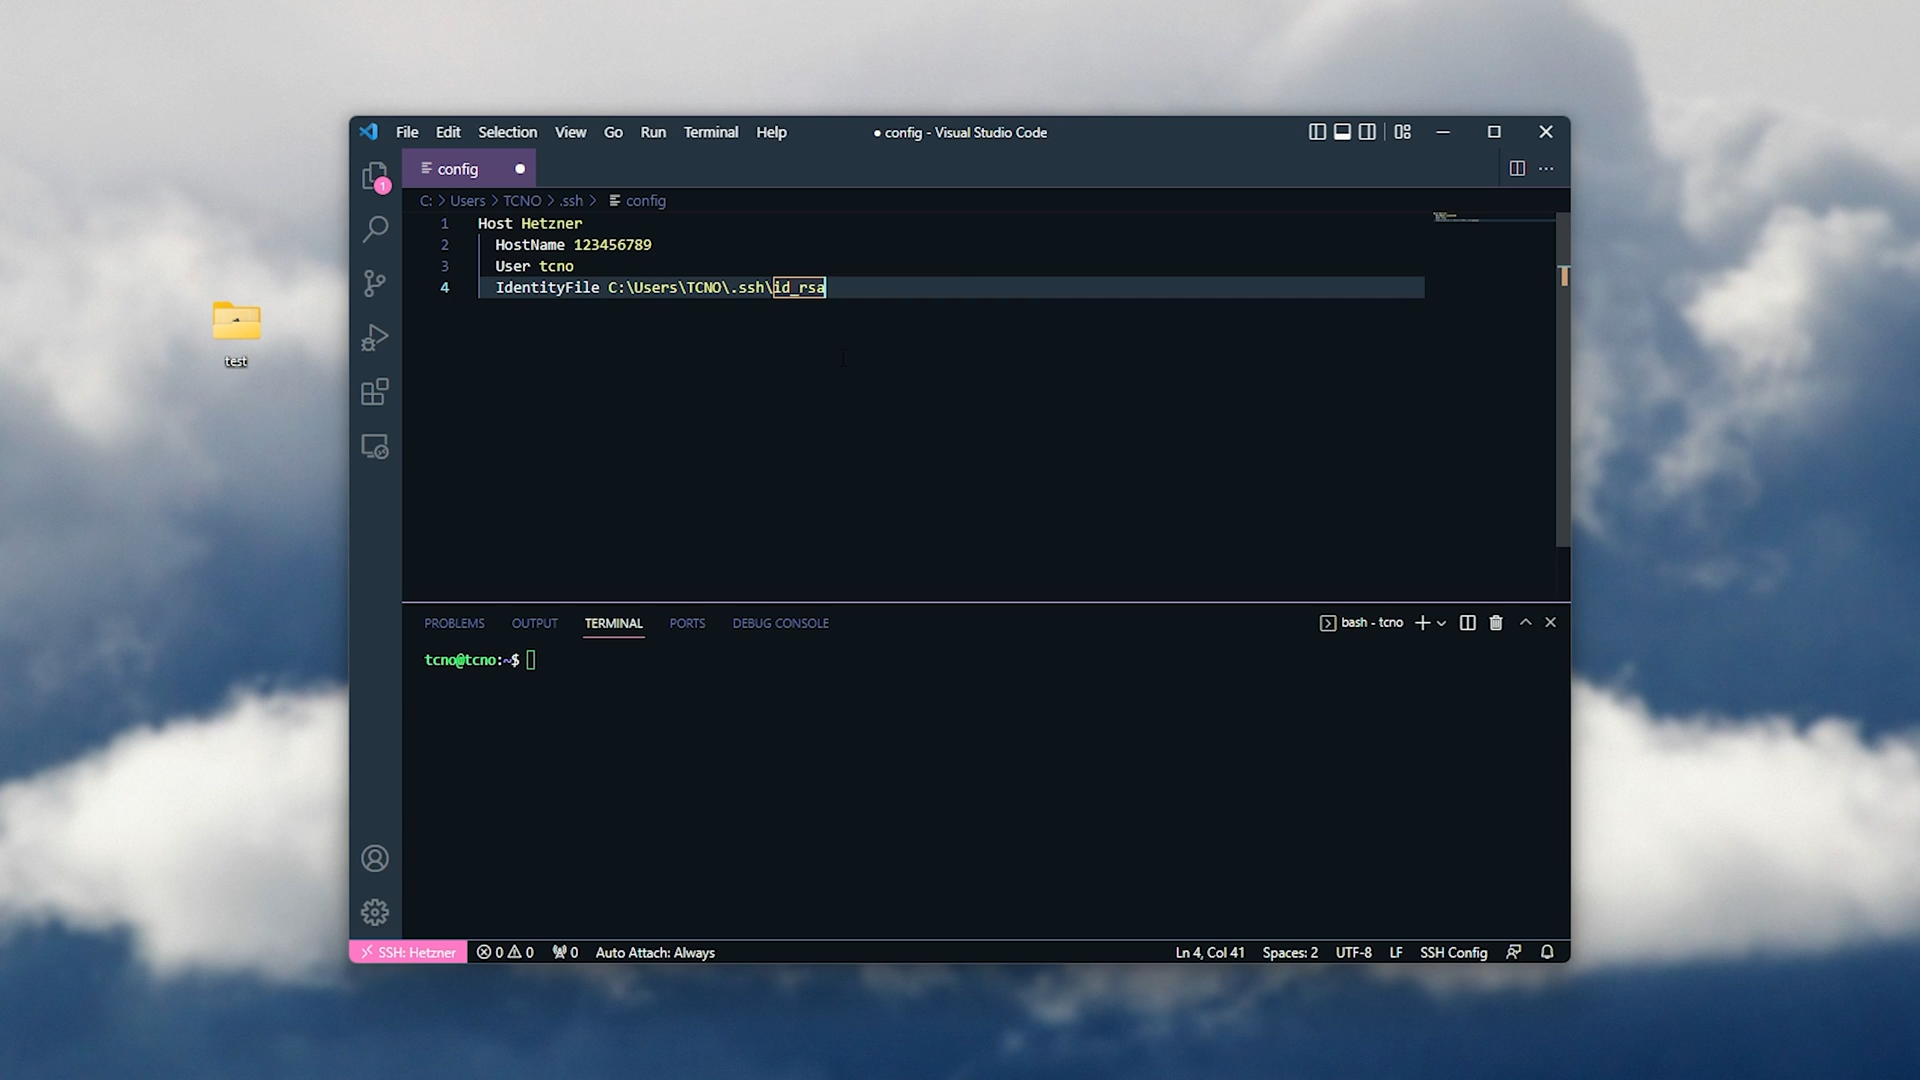 File Edit Selection View Go Run Terminal Help
● config - Visual Studio Code
1
config
C: > Users > TCNO > .ssh > config
1 Host Hetzner
2 HostName 123456789
3 User tcno
4 IdentityFile C:\Users\TCNO\.ssh\id_rsa
test
PROBLEMS OUTPUT TERMINAL PORTS DEBUG CONSOLE
bash - tcno
tcno@tcno:~$
SSH: Hetzner 0 0 0 Auto Attach: Always
Ln 4, Col 41 Spaces: 2 UTF-8 LF SSH Config